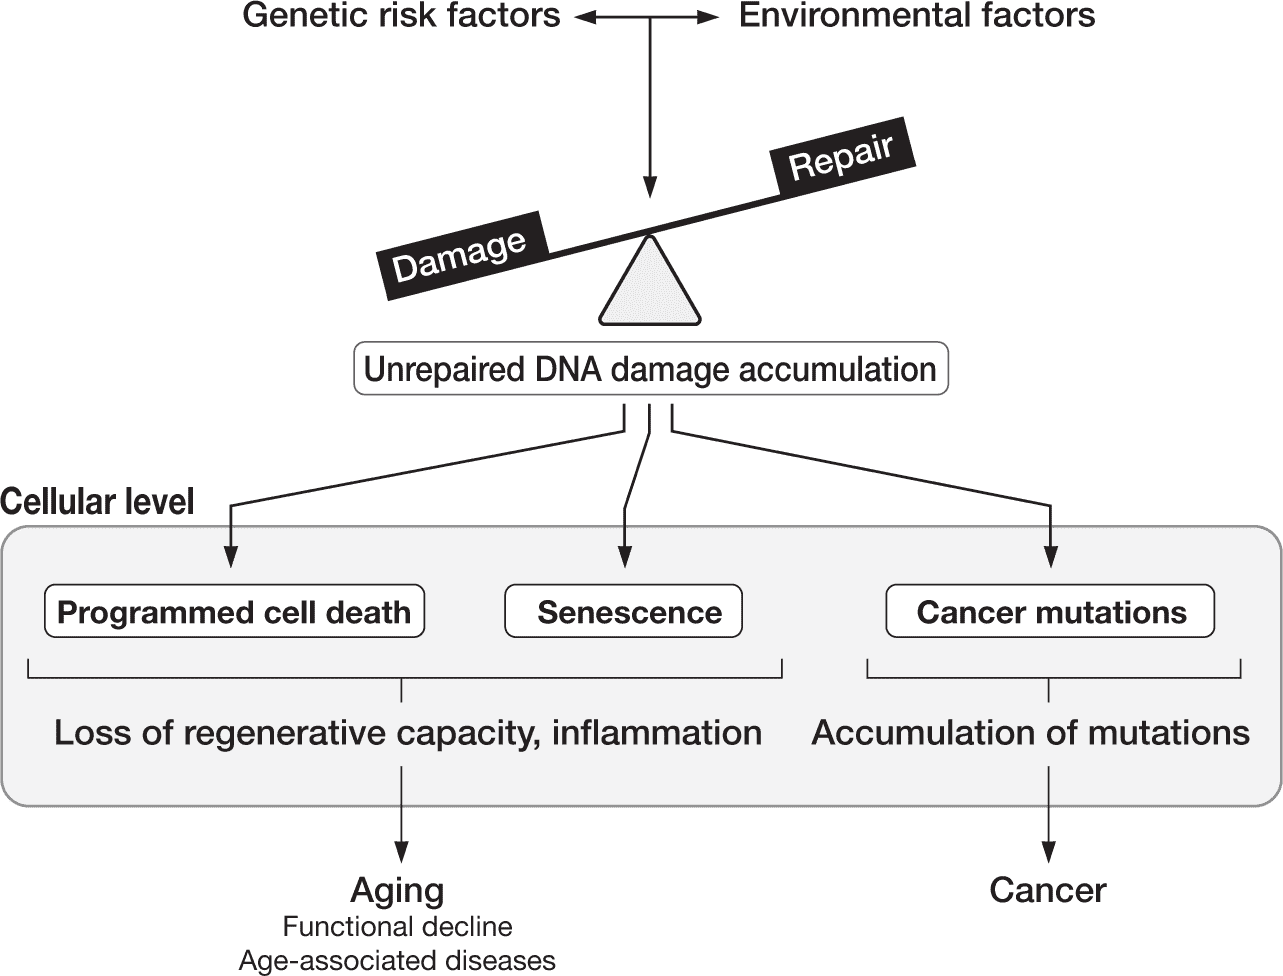 Genetic risk factors
Environmental factors
Repair
Damage
Unrepaired DNA damage accumulation
Cellular level
Programmed cell death
Senescence
Cancer mutations
Loss of regenerative capacity, inflammation
Accumulation of mutations
Aging
Functional decline
Age-associated diseases
Cancer